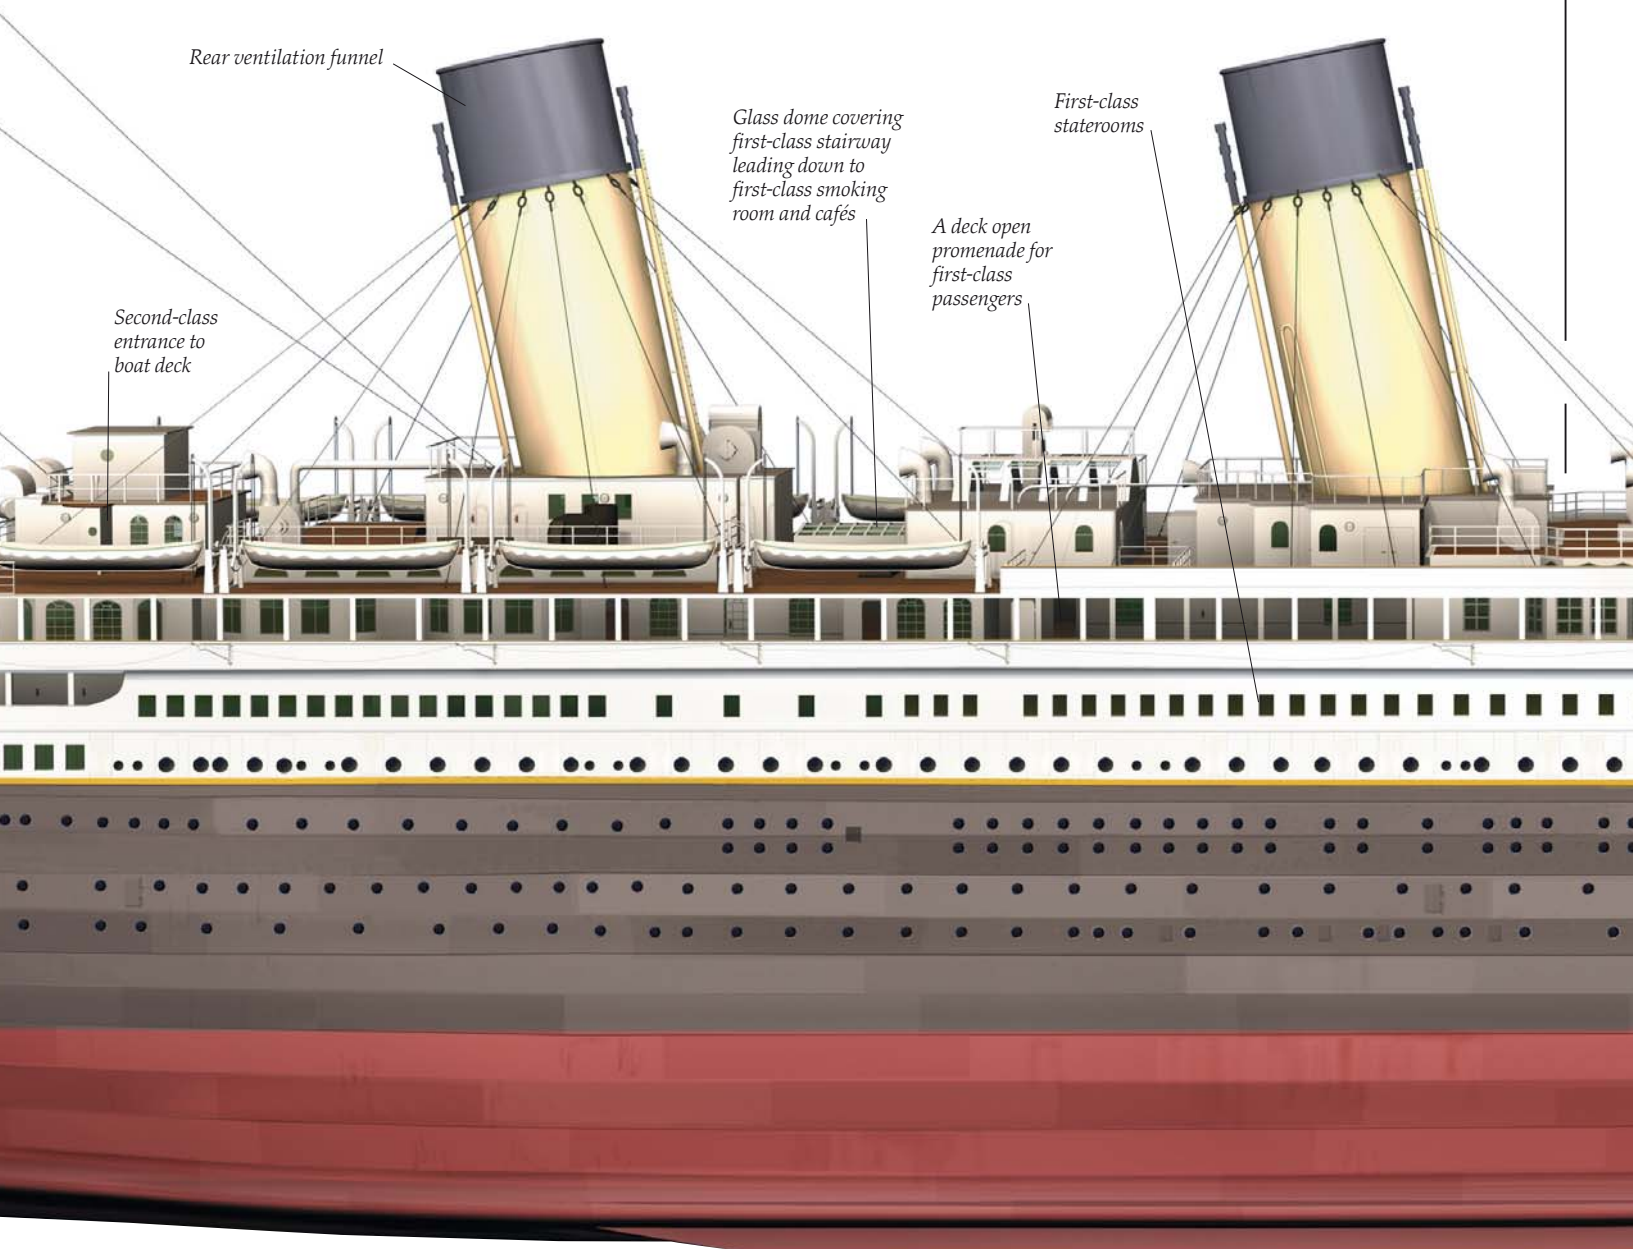 Rear ventilation funnel
Glass dome covering
first-class stairway
leading down to
first-class smoking
room and cafés
First-class
staterooms
A deck open
promenade for
first-class
passengers
Second-class
entrance to
boat deck